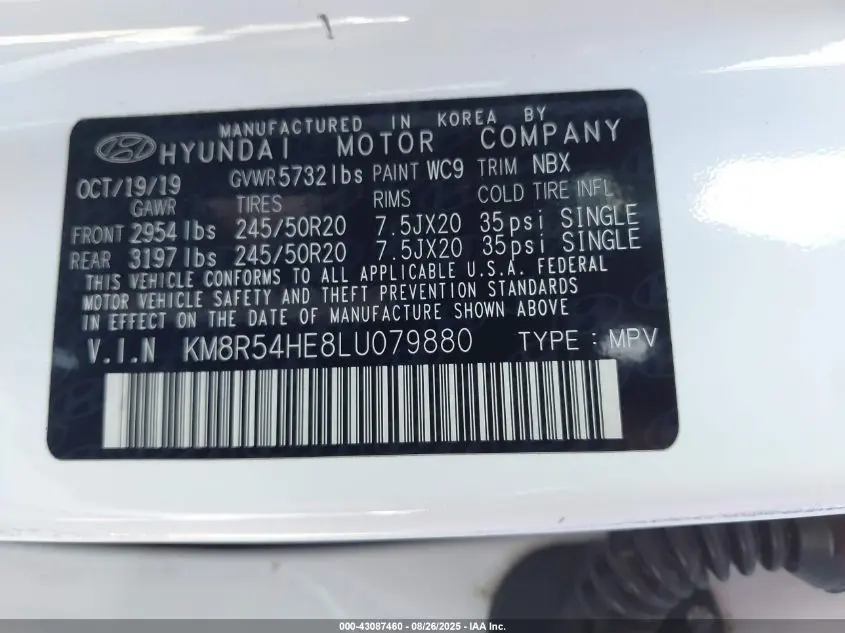 MANUFACTURED IN KOREA BY
HYUNDAI MOTOR COMPANY
OCT/19/19 GVWR 5732 lbs PAINT WC9 TRIM NBX
GAWR TIRES RIMS COLD TIRE INFL
FRONT 2954 lbs 245/50R20 7.5JX20 35psi SINGLE
REAR 3197 lbs 245/50R20 7.5JX20 35psi SINGLE
THIS VEHICLE CONFORMS TO ALL APPLICABLE U.S.A. FEDERAL
MOTOR VEHICLE SAFETY AND THEFT PREVENTION STANDARDS
IN EFFECT ON THE DATE OF MANUFACTURE SHOWN ABOVE
V.I.N KM8R54HE8LU079880 TYPE : MPV
000-43087460 - 08/26/2025 - IAAI.COM